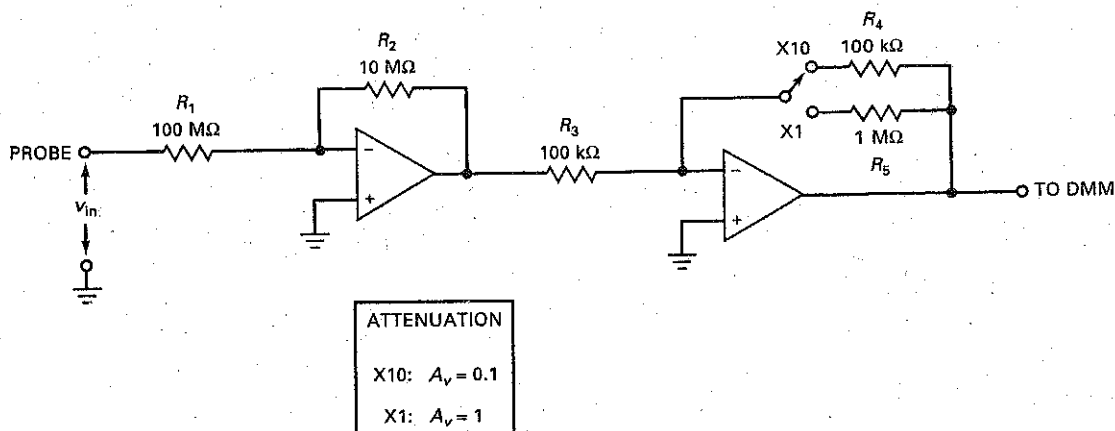 R4
100 kΩ
X10
R2
10 MΩ
R1
100 MΩ
R3
100 kΩ
X1
1 MΩ
R5
PROBE
−
+
−
+
TO DMM
vin
ATTENUATION
X10: Av = 0.1
X1: Av = 1